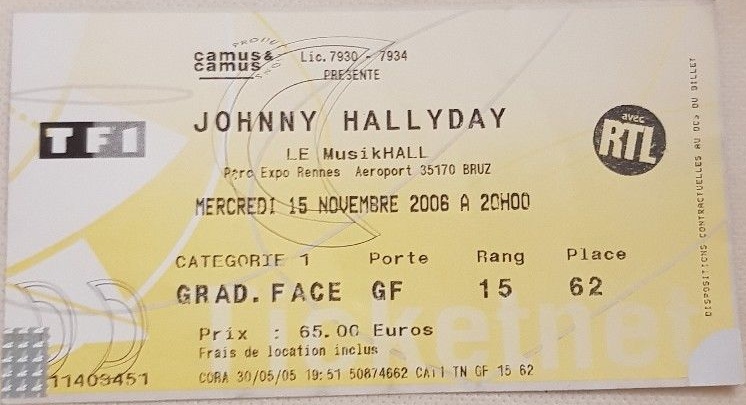 camus& camus
PRODUCTIONS
Lic. 7930 - 7934
PRESENTE
TF1
JOHNNY HALLYDAY
avec
RTL
LE MusikHALL
Parc Expo Rennes Aeroport 35170 BRUZ
MERCREDI 15 NOVEMBRE 2006 A 20H00
CATEGORIE 1 Porte Rang Place
GRAD. FACE GF 15 62
Prix : 65.00 Euros
Frais de location inclus
11403451
CORA 30/05/05 19:51 50874662 CAT1 TN GF 15 62
Ticketnet
DISPOSITIONS CONTRACTUELLES AU DOS DU BILLET